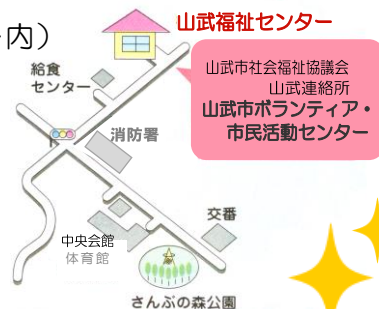 内）
山武福祉センター
山武市社会福祉協議会
山武連絡所
山武市ボランティア・
市民活動センター
給食
センター
消防署
中央会館
体育館
交番
さんぶの森公園